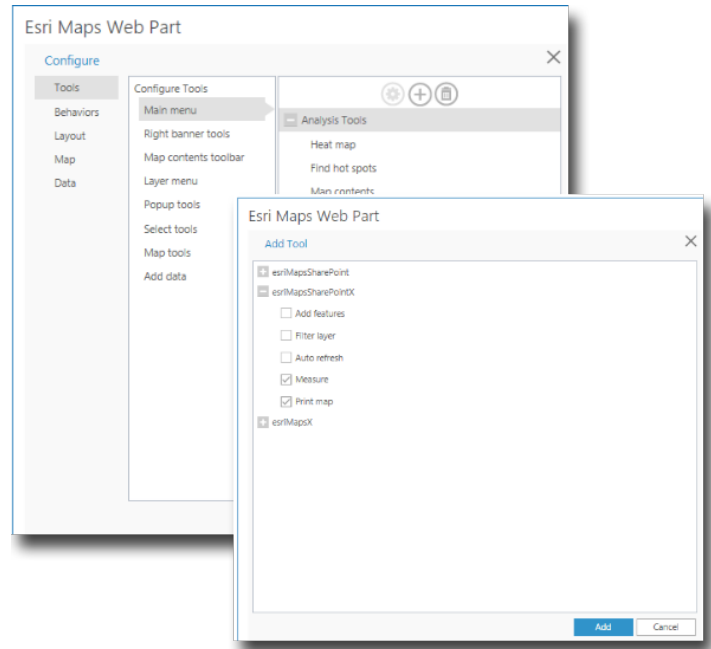 Esri Maps Web Part
Configure
Tools
Behaviors
Layout
Map
Data
Configure Tools
Main menu
Right banner tools
Map contents toolbar
Layer menu
Popup tools
Select tools
Map tools
Add data
Analysis Tools
Heat map
Find hot spots
Map contents
Esri Maps Web Part
Add Tool
esriMapsSharePoint
esriMapsSharePointX
Add features
Filter layer
Auto refresh
Measure
Print map
esriMapsX
Add Cancel